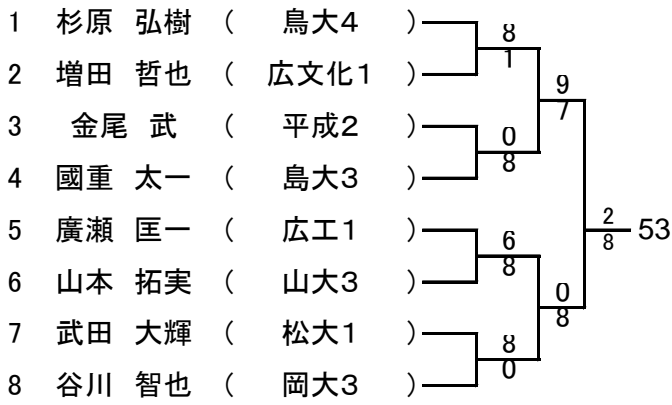 1 杉原 弘樹 ( 鳥大4 )
8
1
2 増田 哲也 ( 広文化1 )
9
7
3 金尾 武 ( 平成2 )
0
8
4 國重 太一 ( 島大3 )
2
8
53
5 廣瀬 匡一 ( 広工1 )
6
8
6 山本 拓実 ( 山大3 )
0
8
7 武田 大輝 ( 松大1 )
8
0
8 谷川 智也 ( 岡大3 )